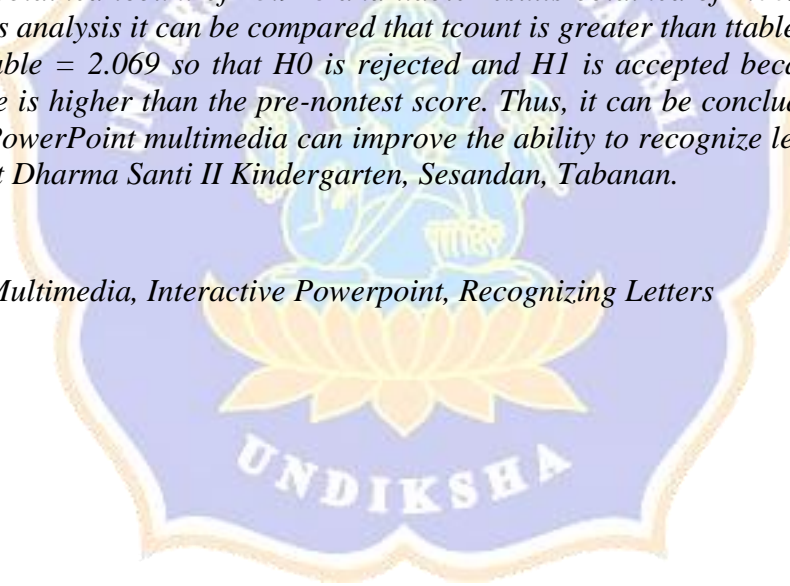 s analysis it can be compared that tcount is greater than ttable
ble = 2.069 so that H0 is rejected and H1 is accepted beca
e is higher than the pre-nontest score. Thus, it can be conclu
PowerPoint multimedia can improve the ability to recognize le
t Dharma Santi II Kindergarten, Sesandan, Tabanan.
Multimedia, Interactive Powerpoint, Recognizing Letters
UNDIKSHA